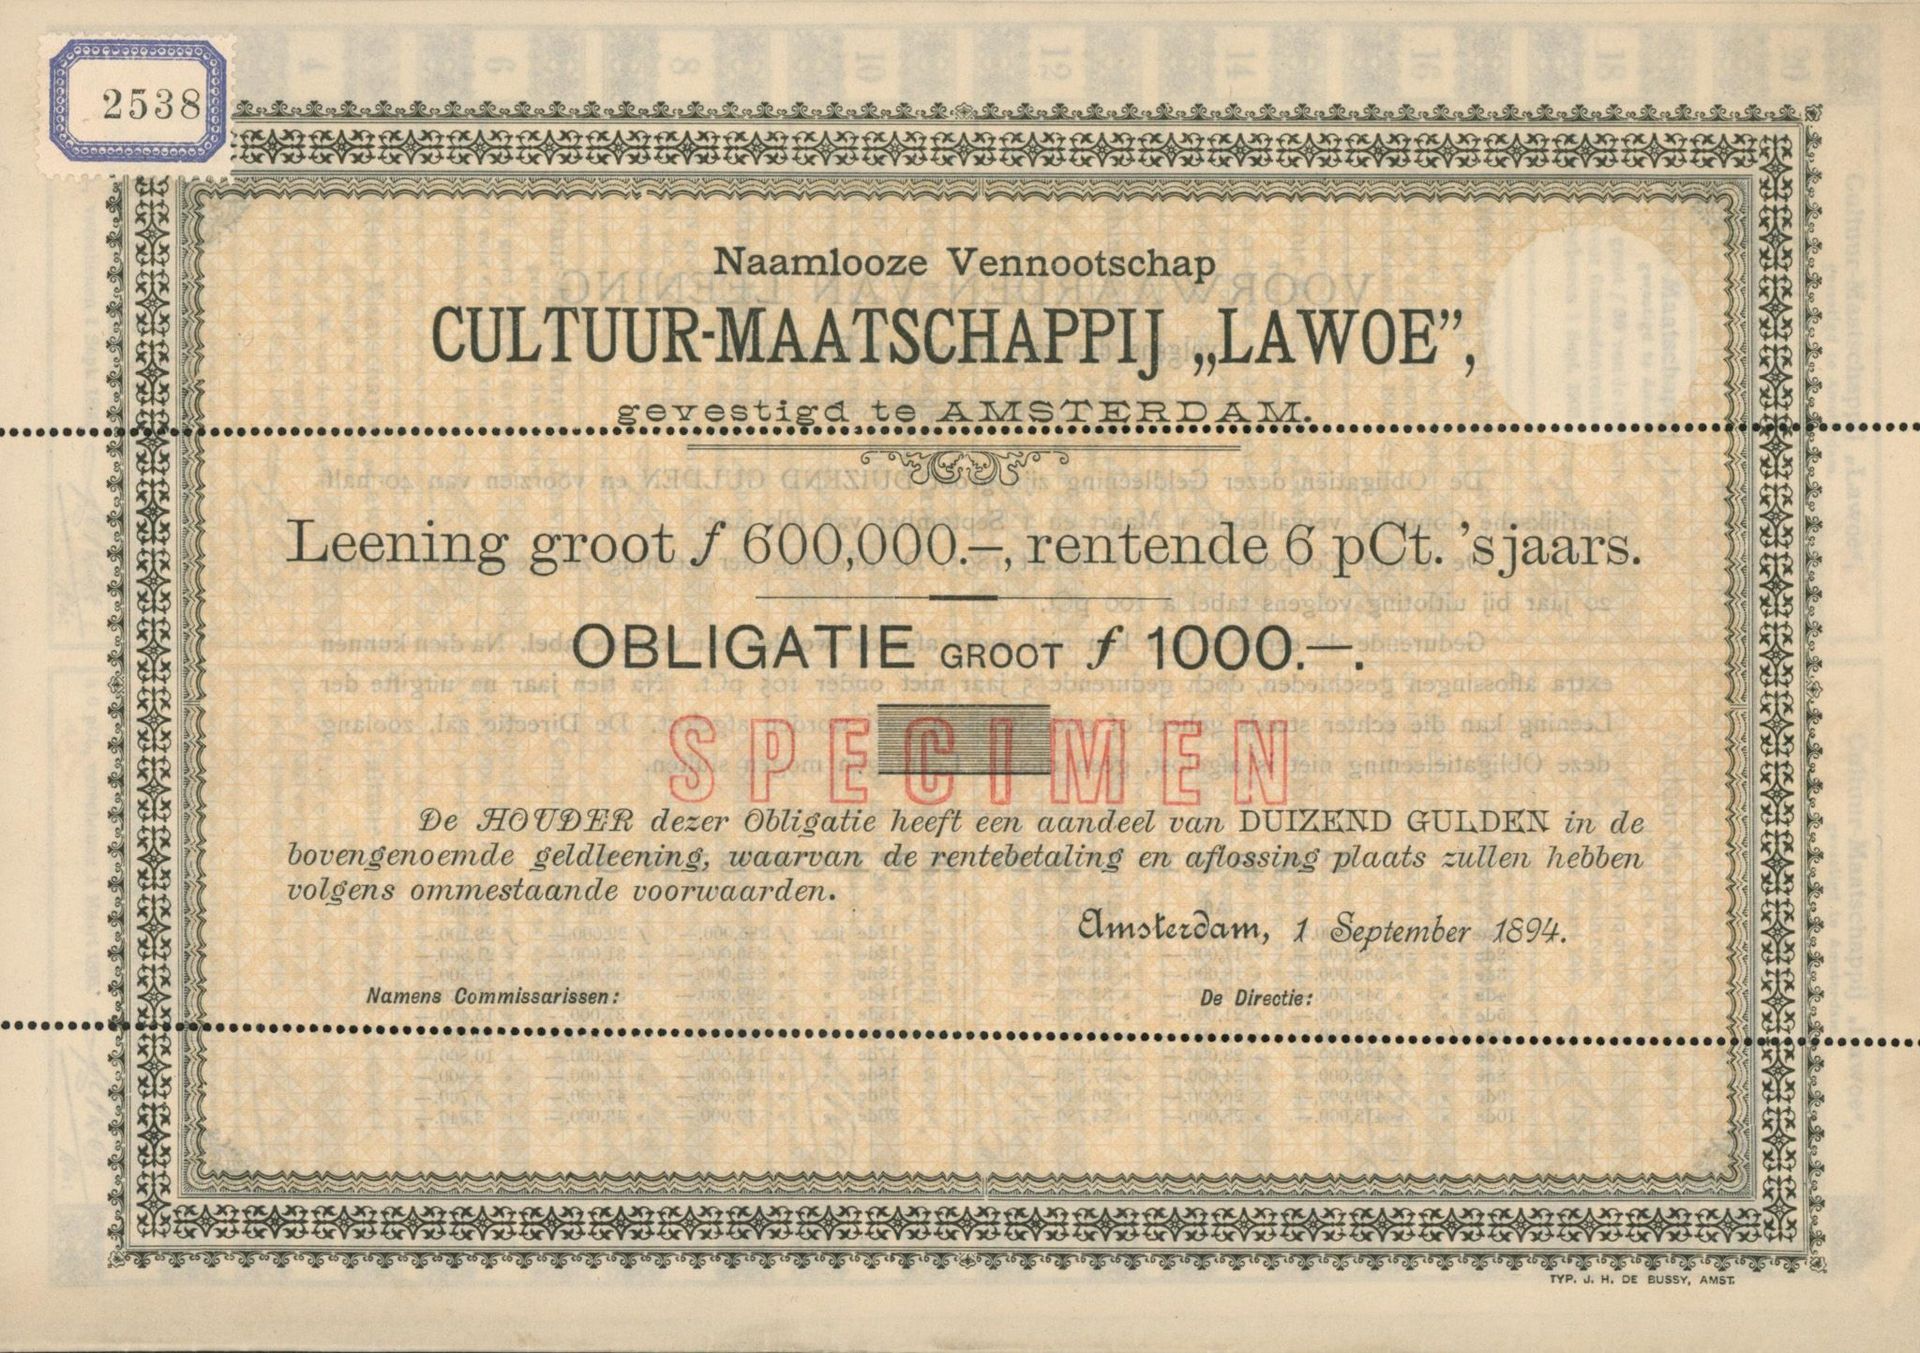 2538
Naamlooze Vennootschap
CULTUUR-MAATSCHAPPIJ „LAWOE”,
gevestigd te AMSTERDAM.
Leening groot ƒ 600,000.—, rentende 6 pCt. ’sjaars.
OBLIGATIE GROOT ƒ 1000.—.
SPECIMEN
De HOUDER dezer Obligatie heeft een aandeel van DUIZEND GULDEN in de
bovengenoemde geldleening, waarvan de rentebetaling en aflossing plaats zullen hebben
volgens ommestaande voorwaarden.
Amsterdam, 1 September 1894.
Namens Commissarissen:
De Directie:
TYP. J. H. DE BUSSY, AMST.